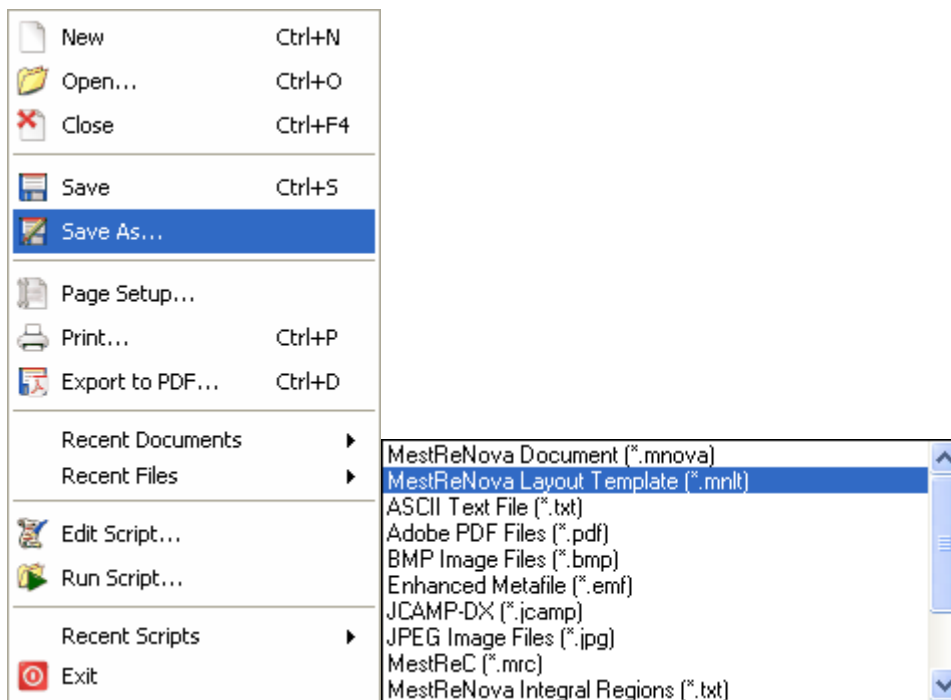 New Ctrl+N
Open... Ctrl+O
Close Ctrl+F4
Save Ctrl+S
Save As...
Page Setup...
Print... Ctrl+P
Export to PDF... Ctrl+D
Recent Documents
Recent Files
Edit Script...
Run Script...
Recent Scripts
Exit
MestReNova Document (*.mnova)
MestReNova Layout Template (*.mnlt)
ASCII Text File (*.txt)
Adobe PDF Files (*.pdf)
BMP Image Files (*.bmp)
Enhanced Metafile (*.emf)
JCAMP-DX (*.jcamp)
JPEG Image Files (*.jpg)
MestReC (*.mrc)
MestReNova Integral Regions (*.txt)